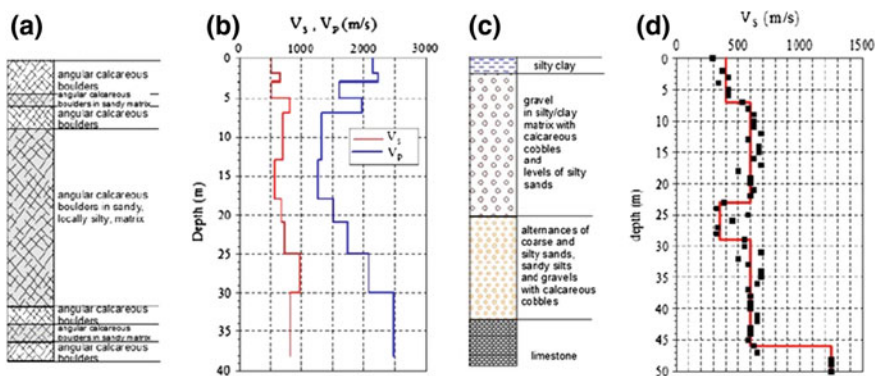 (a)
angular calcareous
boulders
angular calcareous
boulders in sandy matrix
angular calcareous
boulders
angular calcareous
boulders in sandy,
locally silty, matrix
angular calcareous
boulders
angular calcareous
boulders in sandy matrix
angular calcareous
boulders
(b)
Vs , Vp (m/s)
0 1000 2000 3000
0
5
10
15
20
25
30
35
40
Depth (m)
Vs
Vp
(c)
silty clay
gravel
in silty/clay
matrix with
calcareous
cobbles
and
levels of silty
sands
alternances of
coarse and
silty sands,
sandy silts
and gravels
with calcareous
cobbles
limestone
(d)
Vs (m/s)
0 500 1000 1500
0
5
10
15
20
25
30
35
40
45
50
depth (m)